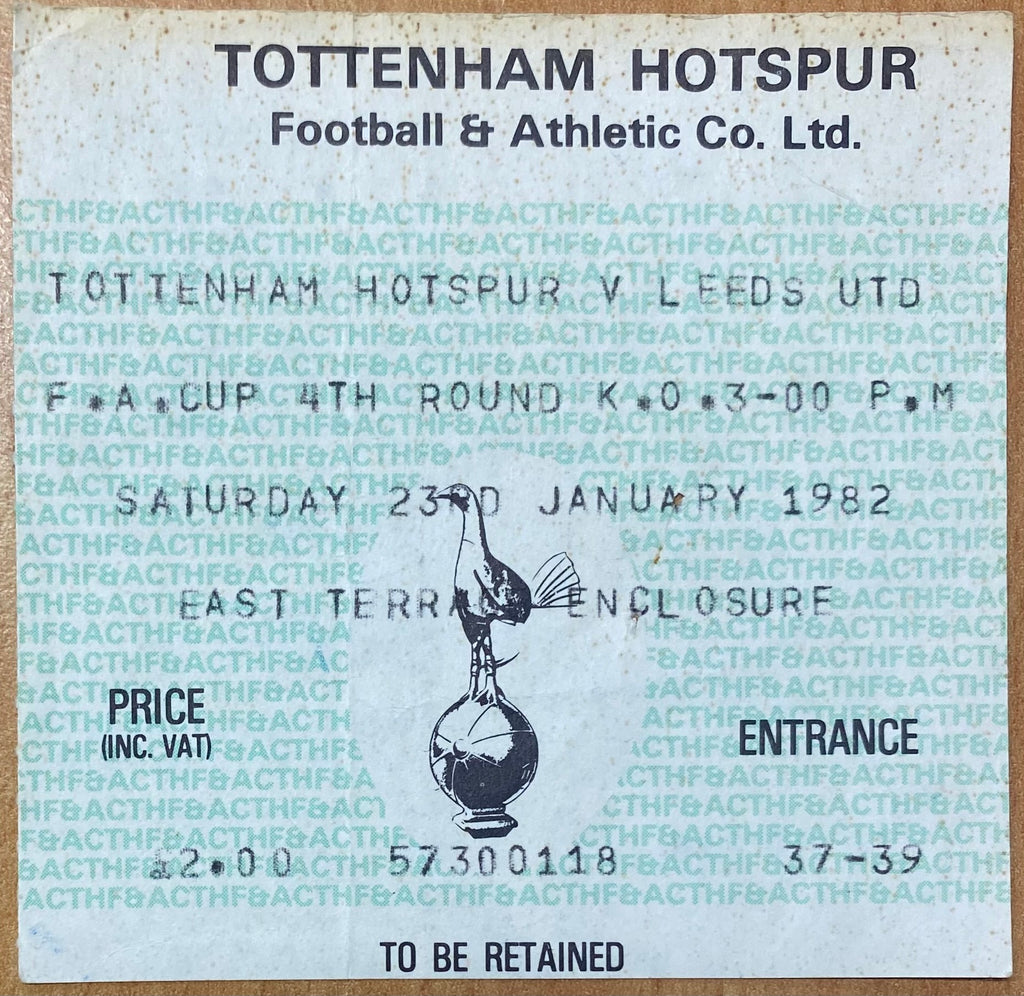 TOTTENHAM HOTSPUR
Football & Athletic Co. Ltd.
TOTTENHAM HOTSPUR V LEEDS UTD
F.A.CUP 4TH ROUND K.O.3-00 P.M
SATURDAY 23RD JANUARY 1982
EAST TERRACE ENCLOSURE
PRICE
(INC. VAT)
ENTRANCE
£2.00 57300118 37-39
TO BE RETAINED